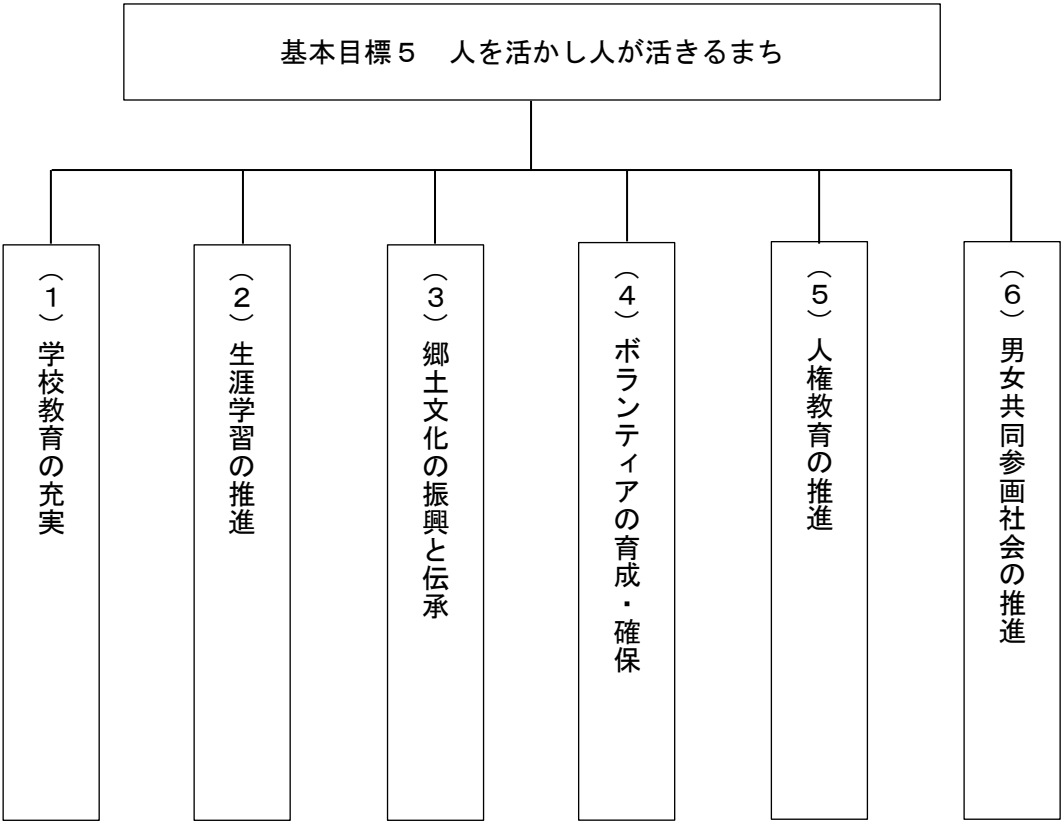 基本目標５　人を活かし人が活きるまち
（１）学校教育の充実
（２）生涯学習の推進
（３）郷土文化の振興と伝承
（４）ボランティアの育成・確保
（５）人権教育の推進
（６）男女共同参画社会の推進